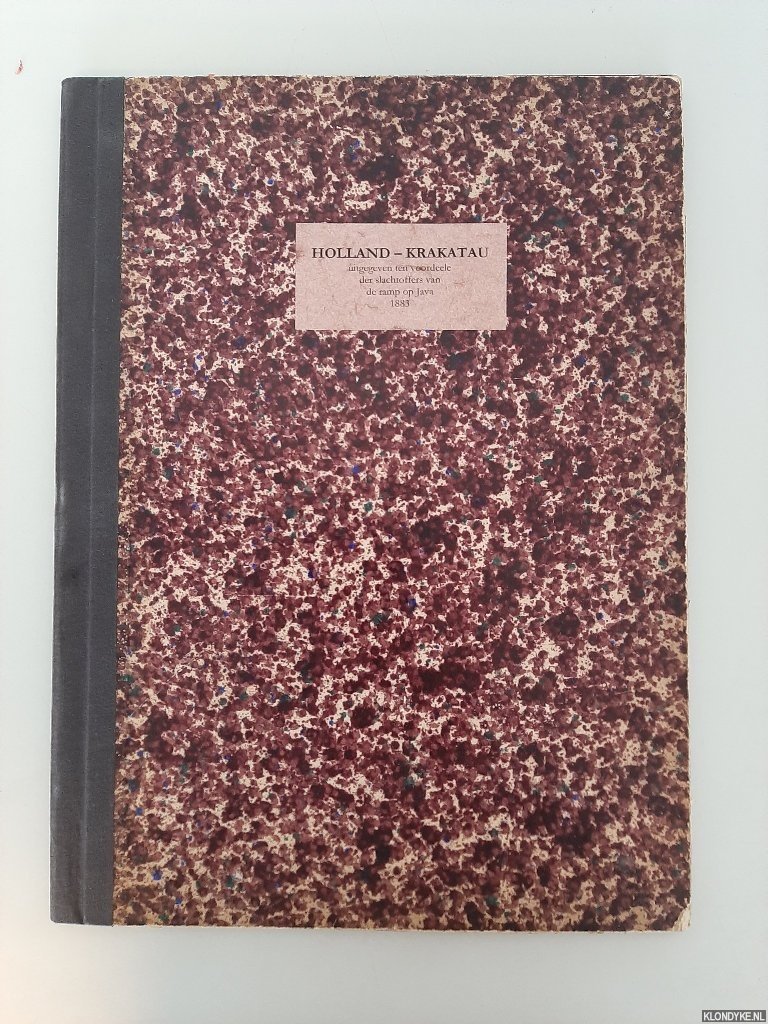 HOLLAND – KRAKATAU
uitgegeven ten voordeele
der slachtoffers van
de ramp op Java
1883
KLONDYKE.NL